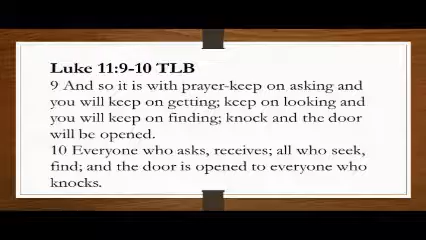 Luke 11:9-10 TLB
9 And so it is with prayer-keep on asking and
you will keep on getting; keep on looking and
you will keep on finding; knock and the door
will be opened.
10 Everyone who asks, receives; all who seek,
find; and the door is opened to everyone who
knocks.